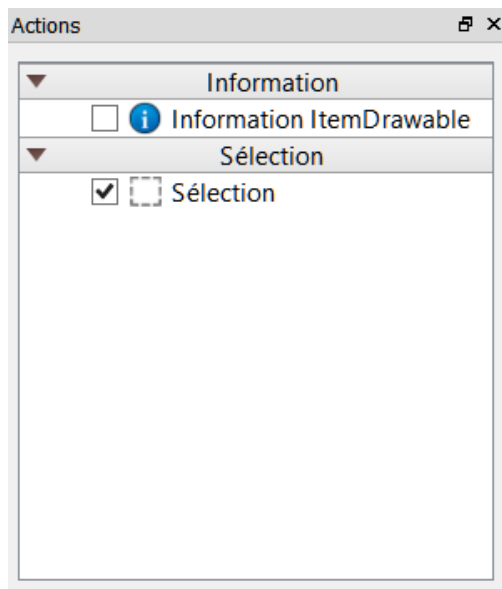 Actions
Information
Information ItemDrawable
Sélection
Sélection